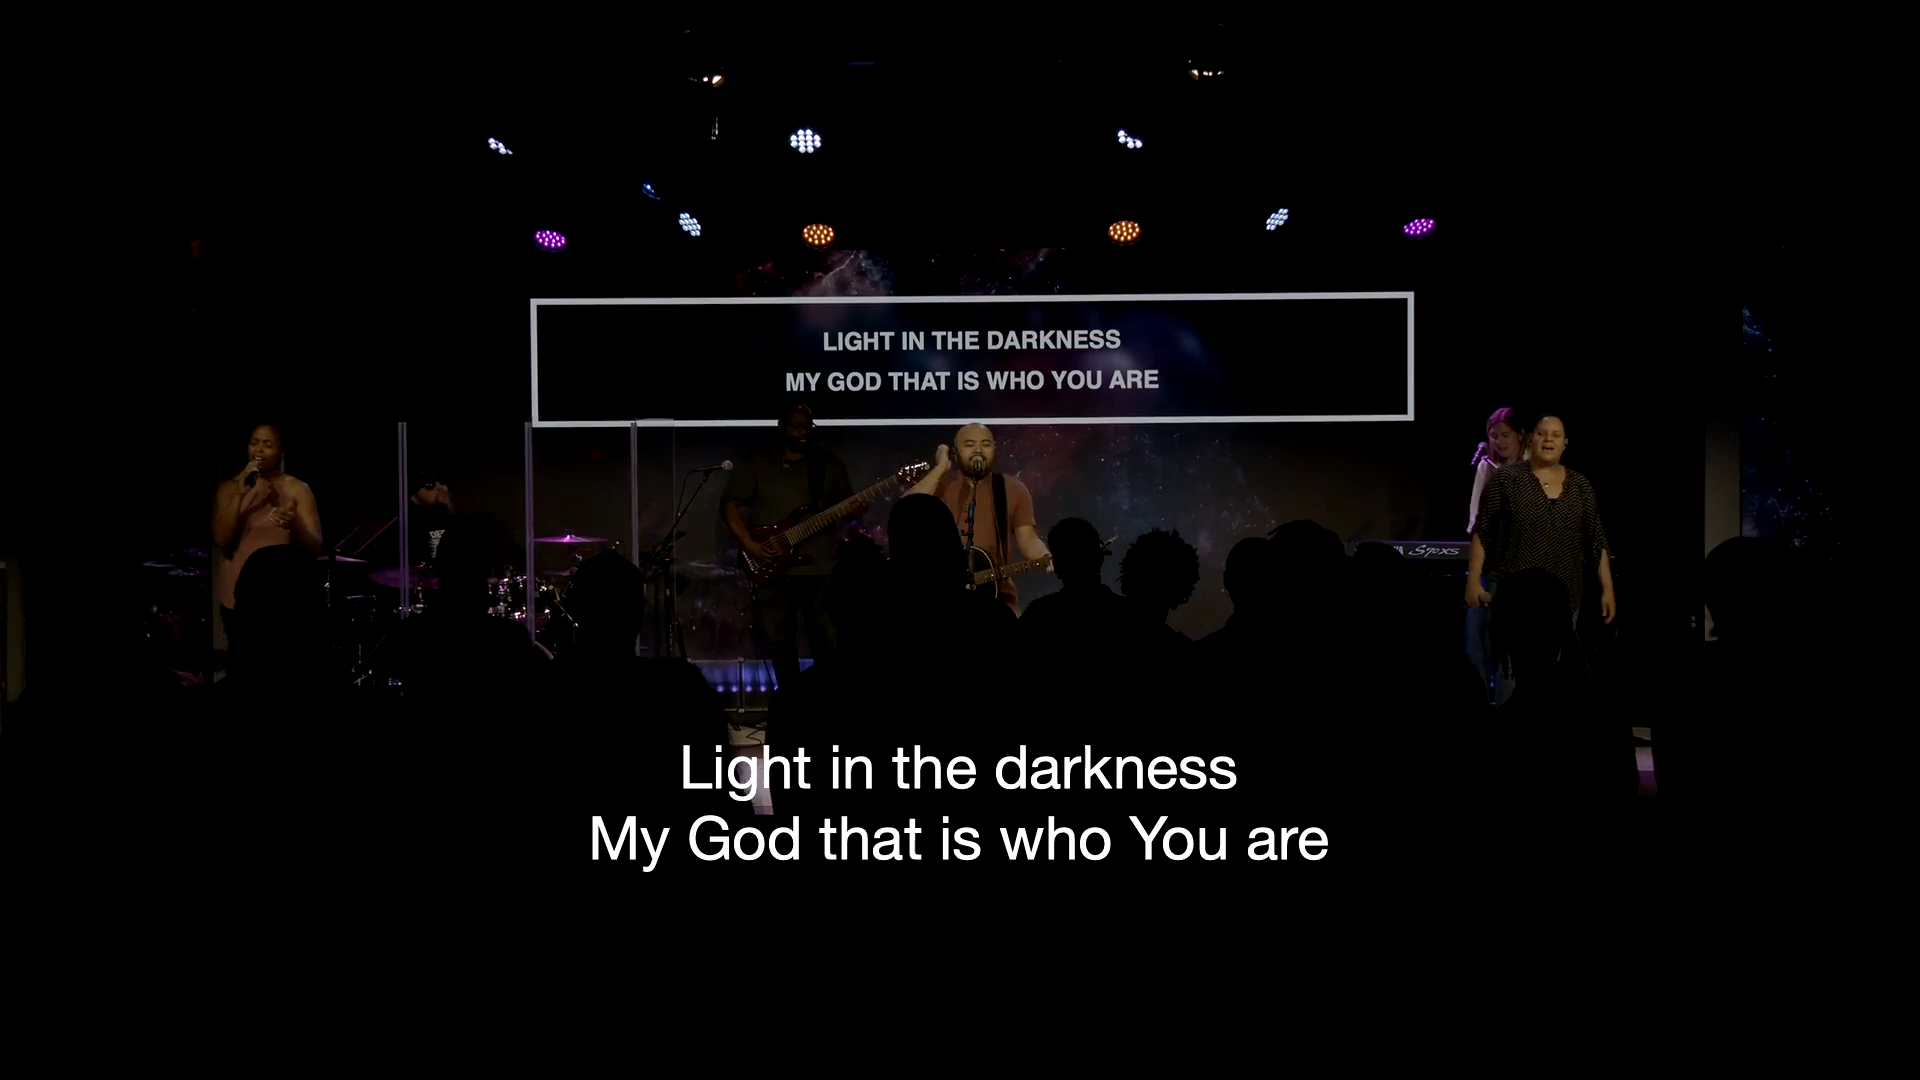 LIGHT IN THE DARKNESS
MY GOD THAT IS WHO YOU ARE
S70XS
Light in the darkness
My God that is who You are